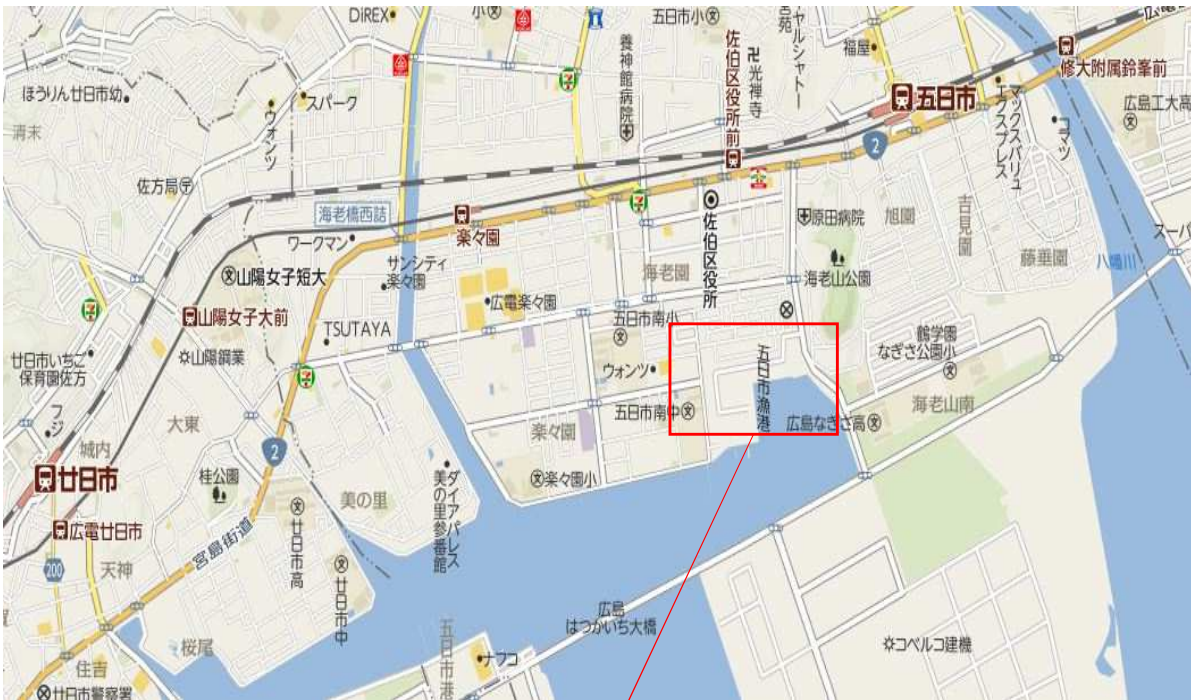 DiREX
小
五日市小
ヤルシャトー
宮苑
福屋
修大附属鈴峯前
ほうりん廿日市幼
スパーク
養神館病院
佐伯区役所前
卍光禅寺
五日市
マックスバリュ
エクスプレス
コマツ
広島工大高
清末
ウォンツ
2
佐方局
海老橋西詰
楽々園
ワークマン
佐伯区役所
原田病院
旭園
吉見園
スーパ
山陽女子短大
サンシティ
楽々園
海老園
海老山公園
藤垂園
八幡川
広電楽々園
山陽女子大前
TSUTAYA
五日市南小
鶴学園
なぎさ公園小
廿日市いちご
保育園佐方
山陽鋼業
ウォンツ
五日市漁港
フジ
大東
五日市南中
広島なぎさ高
海老山南
城内
2
楽々園
廿日市
桂公園
美の里
ダイアパレス
美の里参番館
楽々園小
広電廿日市
宮島街道
廿日市高
200
天神
廿日市中
広島
はつかいち大橋
桜尾
五日市港
ナフコ
コベルコ建機
住吉
廿日市警察署